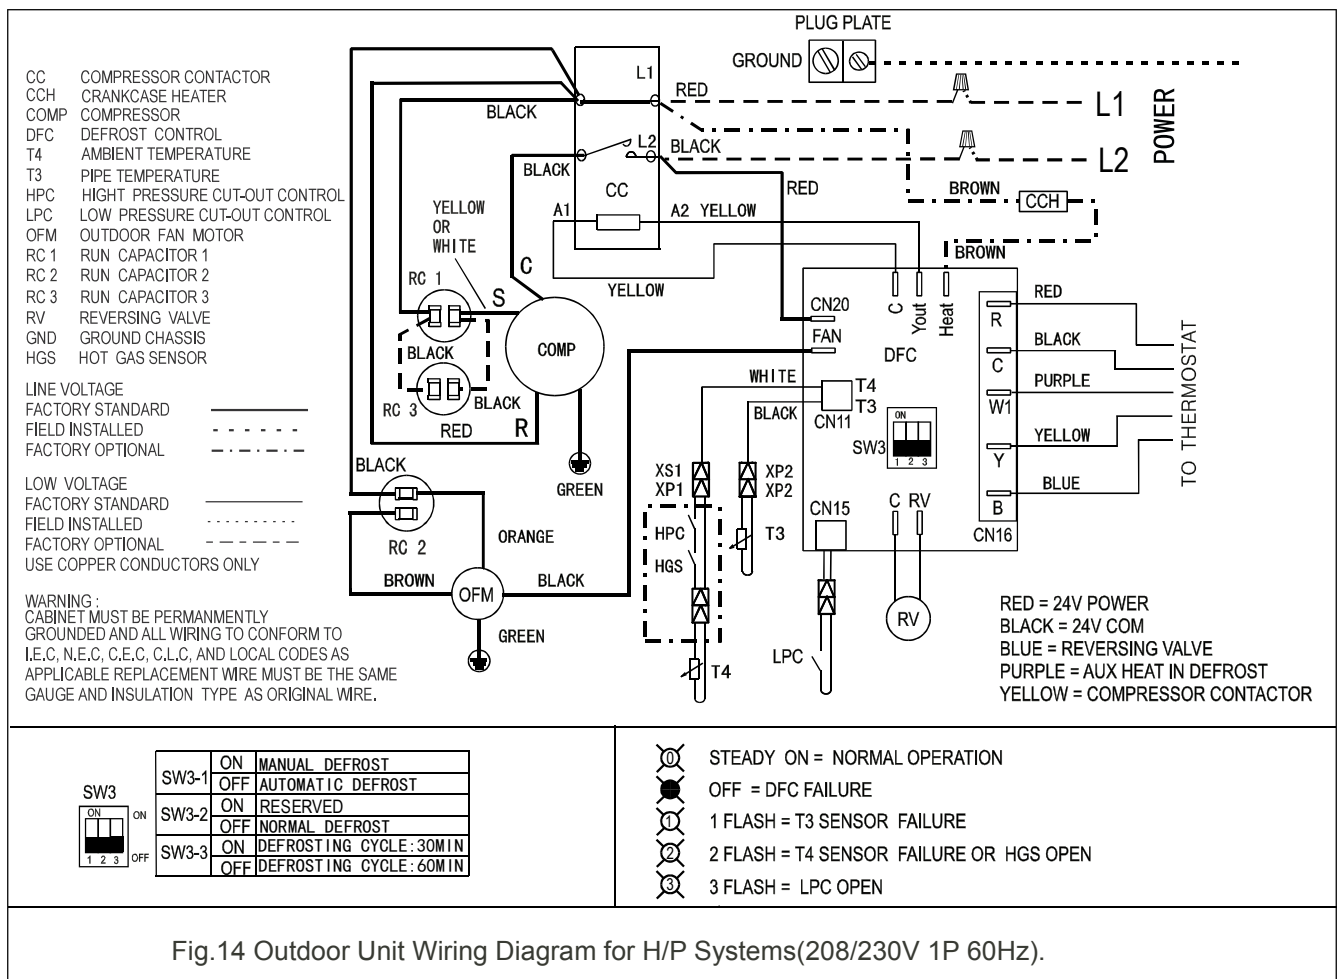 PLUG PLATE
GROUND
L1
RED
L1
POWER
BLACK
L2
BLACK
L2
BLACK
RED
BROWN
CCH
CC
A1
A2 YELLOW
BROWN
YELLOW
CC COMPRESSOR CONTACTOR
CCH CRANKCASE HEATER
COMP COMPRESSOR
DFC DEFROST CONTROL
T4 AMBIENT TEMPERATURE
T3 PIPE TEMPERATURE
HPC HIGHT PRESSURE CUT-OUT CONTROL
LPC LOW PRESSURE CUT-OUT CONTROL
OFM OUTDOOR FAN MOTOR
RC 1 RUN CAPACITOR 1
RC 2 RUN CAPACITOR 2
RC 3 RUN CAPACITOR 3
RV REVERSING VALVE
GND GROUND CHASSIS
HGS HOT GAS SENSOR
LINE VOLTAGE
FACTORY STANDARD
FIELD INSTALLED
FACTORY OPTIONAL
LOW VOLTAGE
FACTORY STANDARD
FIELD INSTALLED
FACTORY OPTIONAL
USE COPPER CONDUCTORS ONLY
WARNING :
CABINET MUST BE PERMANMENTLY
GROUNDED AND ALL WIRING TO CONFORM TO
I.E.C, N.E.C, C.E.C, C.L.C, AND LOCAL CODES AS
APPLICABLE REPLACEMENT WIRE MUST BE THE SAME
GAUGE AND INSULATION TYPE AS ORIGINAL WIRE.
YELLOW
OR
WHITE
RC 1
S
C
COMP
BLACK
RC 3
BLACK
RED
R
GREEN
BLACK
RC 2
ORANGE
BROWN
OFM
BLACK
GREEN
CN20
FAN
C
Yout
Heat
DFC
R
C
W1
Y
B
CN16
RED
BLACK
PURPLE
YELLOW
BLUE
TO THERMOSTAT
WHITE
T4
BLACK
T3
CN11
ON
SW3
1 2 3
XS1
XP1
XP2
XP2
HPC
HGS
T3
T4
CN15
LPC
C RV
RV
RED = 24V POWER
BLACK = 24V COM
BLUE = REVERSING VALVE
PURPLE = AUX HEAT IN DEFROST
YELLOW = COMPRESSOR CONTACTOR
SW3
ON
ON
1 2 3
OFF
SW3-1 ON MANUAL DEFROST
OFF AUTOMATIC DEFROST
SW3-2 ON RESERVED
OFF NORMAL DEFROST
SW3-3 ON DEFROSTING CYCLE:30MIN
OFF DEFROSTING CYCLE:60MIN
0 STEADY ON = NORMAL OPERATION
OFF = DFC FAILURE
1 1 FLASH = T3 SENSOR FAILURE
2 2 FLASH = T4 SENSOR FAILURE OR HGS OPEN
3 3 FLASH = LPC OPEN
Fig.14 Outdoor Unit Wiring Diagram for H/P Systems(208/230V 1P 60Hz).